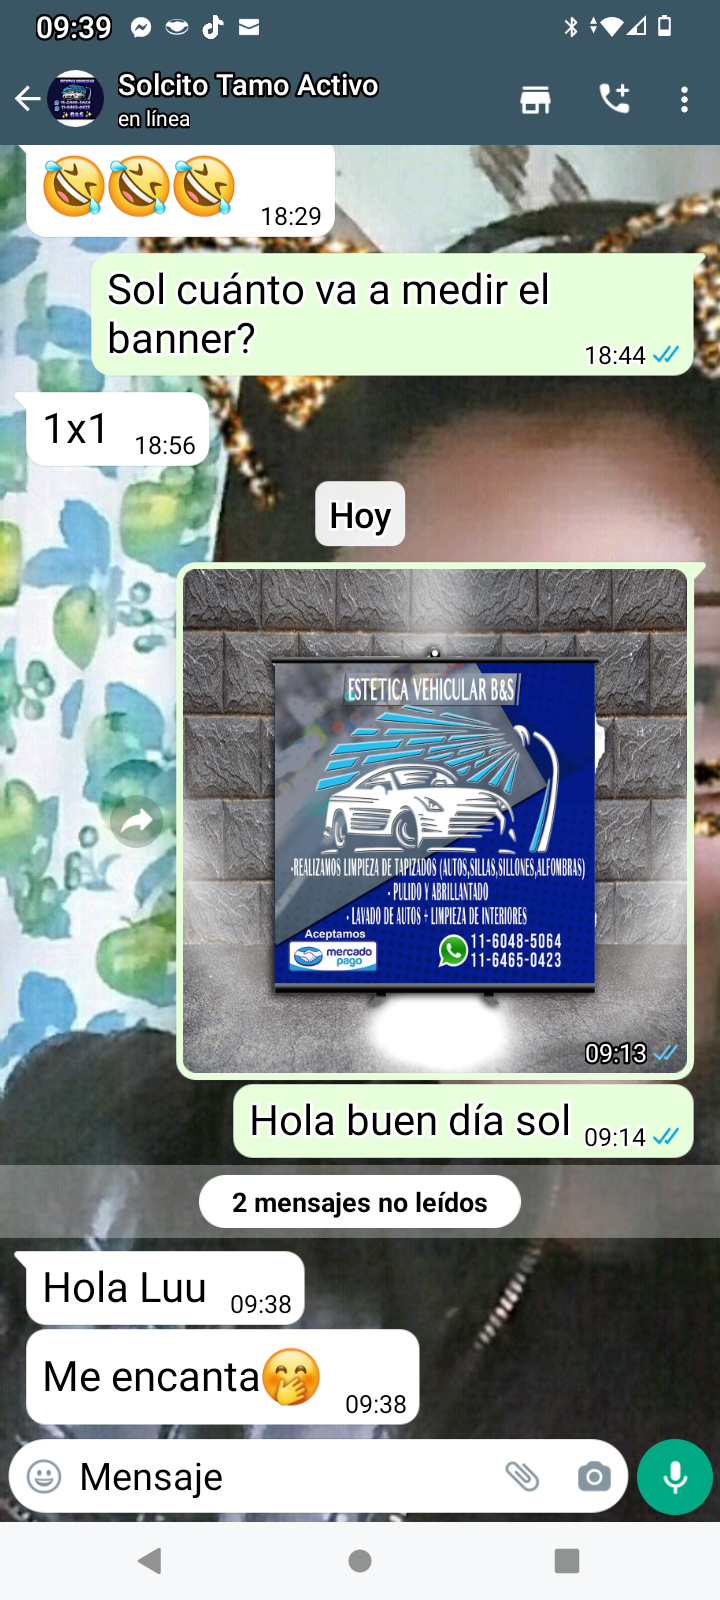 09:39
Solcito Tamo Activo
en línea
18:29
Sol cuánto va a medir el
banner?
18:44
1x1
18:56
Hoy
ESTETICA VEHICULAR B&S
·REALIZAMOS LIMPIEZA DE TAPIZADOS (AUTOS,SILLAS,SILLONES,ALFOMBRAS)
· PULIDO Y ABRILLANTADO
· LAVADO DE AUTOS + LIMPIEZA DE INTERIORES
Aceptamos
mercado
pago
11-6048-5064
11-6465-0423
09:13
Hola buen día sol
09:14
2 mensajes no leídos
Hola Luu
09:38
Me encanta🤭
09:38
Mensaje